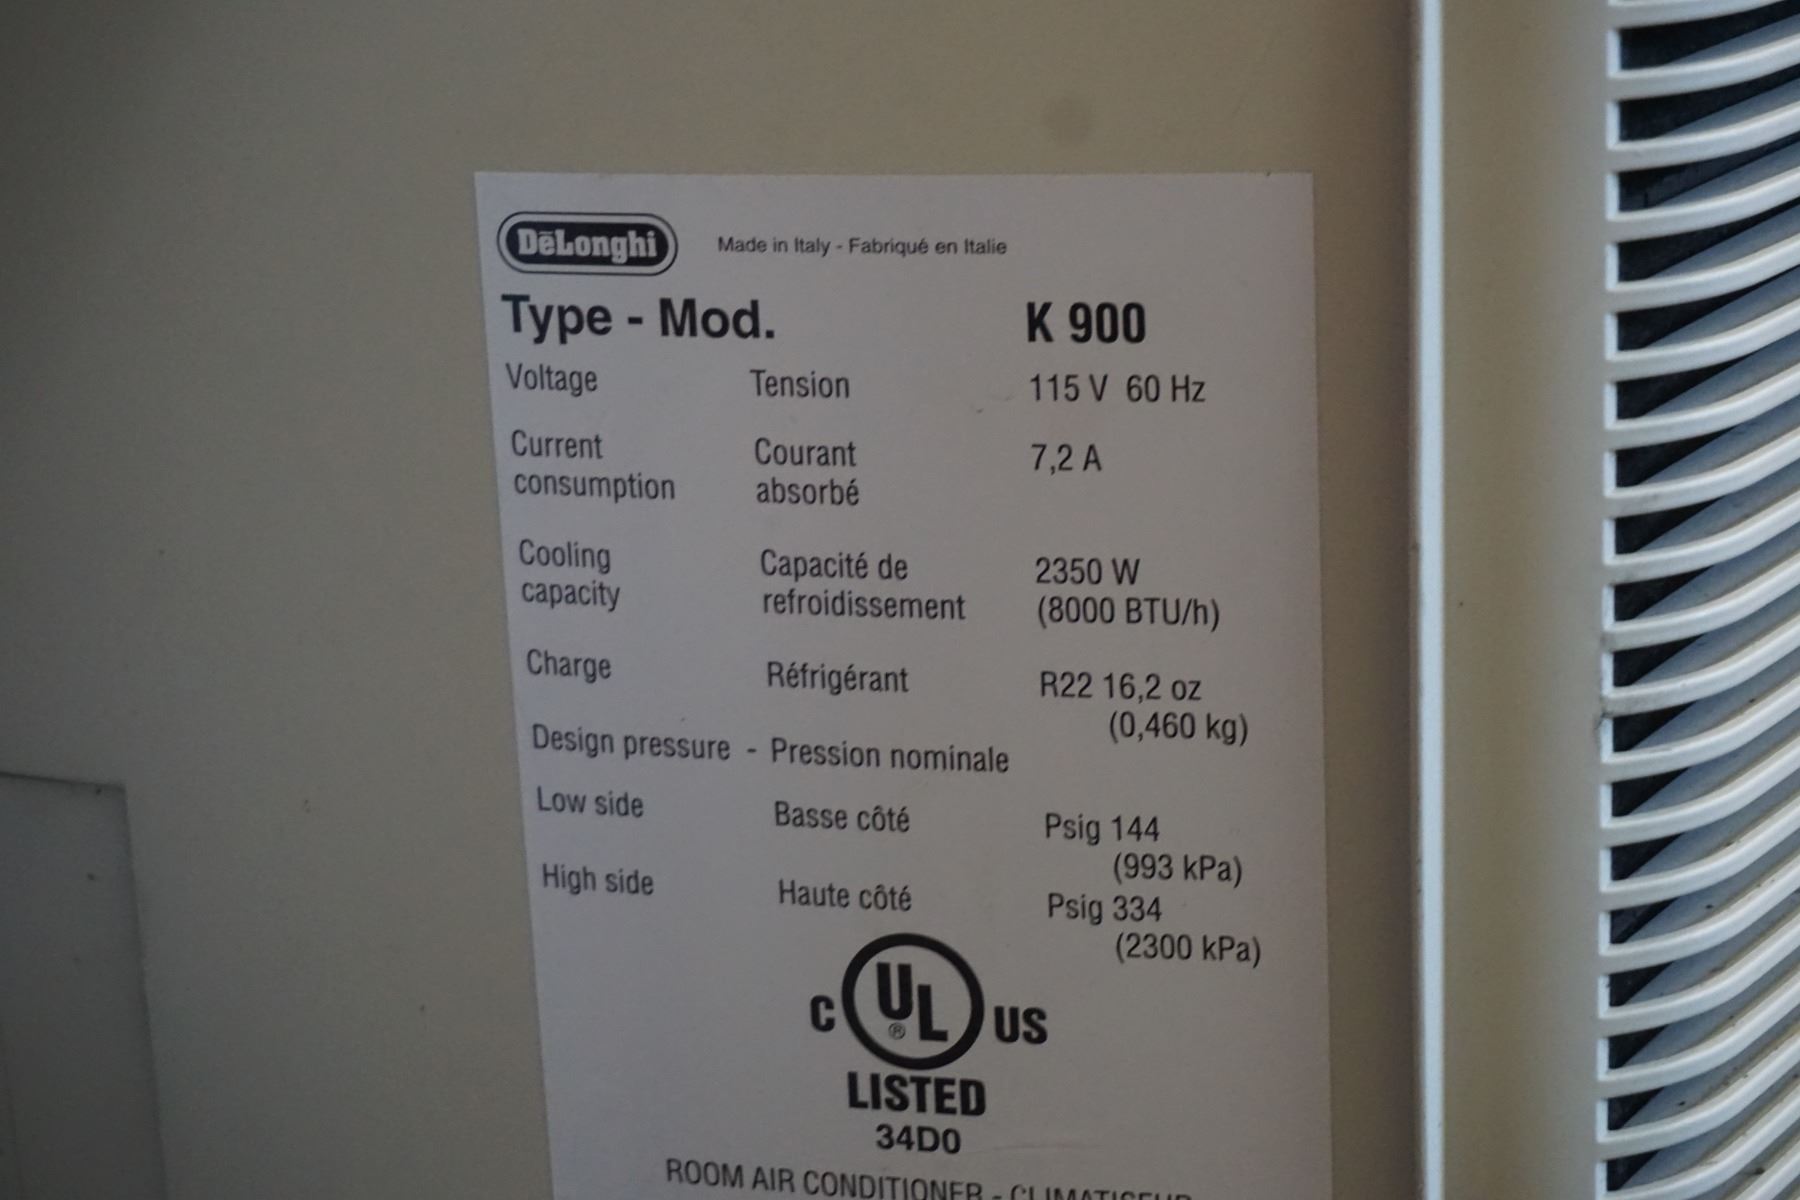 DeLonghi Made in Italy - Fabriqué en Italie
Type - Mod. K 900
Voltage Tension 115 V 60 Hz
Current consumption Courant absorbé 7,2 A
Cooling capacity Capacité de refroidissement 2350 W (8000 BTU/h)
Charge Réfrigérant R22 16,2 oz (0,460 kg)
Design pressure - Pression nominale
Low side Basse côté Psig 144 (993 kPa)
High side Haute côté Psig 334 (2300 kPa)
C UL® US
LISTED
34D0
ROOM AIR CONDITIONER - CLIMATISEUR